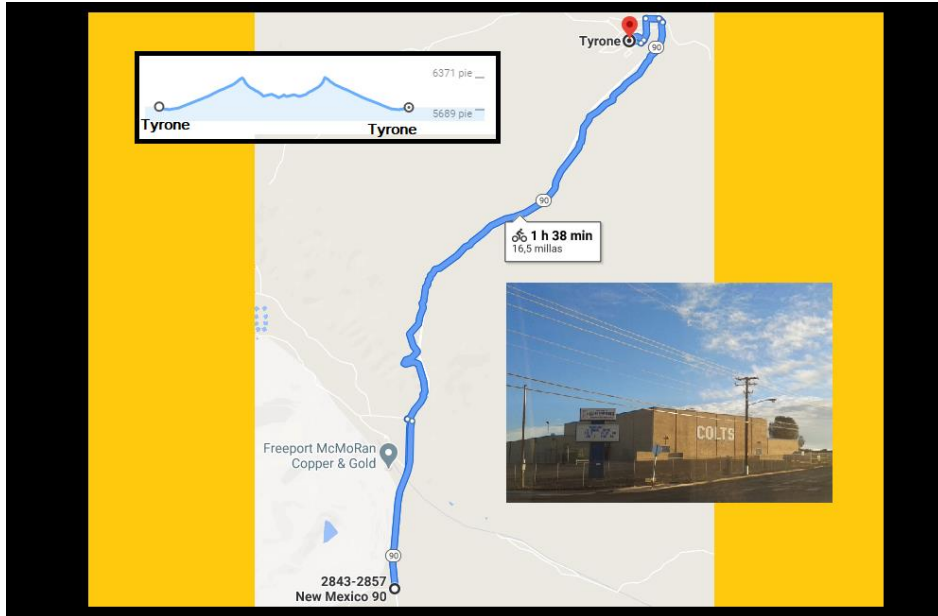 Tyrone
90
6371 pie
5689 pie
Tyrone
Tyrone
90
1 h 38 min
16,5 millas
COLTS
Freeport McMoRan
Copper & Gold
90
2843-2857
New Mexico 90